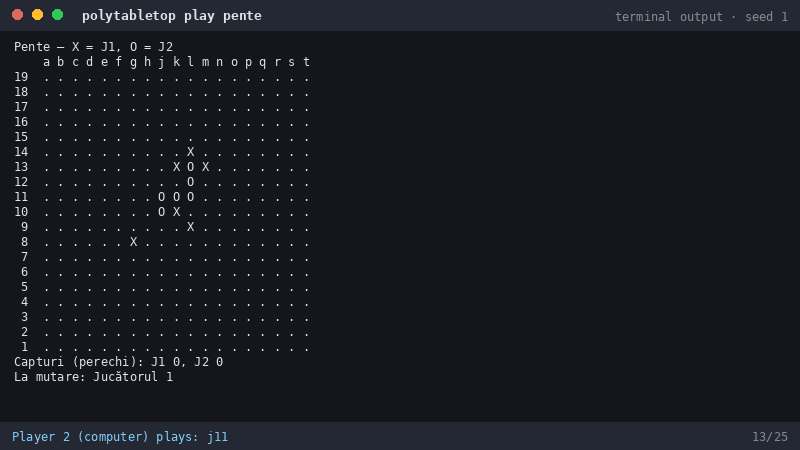 polytabletop play pente
terminal output · seed 1
Pente — X = J1, O = J2
    a b c d e f g h j k l m n o p q r s t
19  . . . . . . . . . . . . . . . . . . .
18  . . . . . . . . . . . . . . . . . . .
17  . . . . . . . . . . . . . . . . . . .
16  . . . . . . . . . . . . . . . . . . .
15  . . . . . . . . . . . . . . . . . . .
14  . . . . . . . . . . X . . . . . . . .
13  . . . . . . . . . X O X . . . . . . .
12  . . . . . . . . . . O . . . . . . . .
11  . . . . . . . . O O O . . . . . . . .
10  . . . . . . . . O X . . . . . . . . .
 9  . . . . . . . . . . X . . . . . . . .
 8  . . . . . . X . . . . . . . . . . . .
 7  . . . . . . . . . . . . . . . . . . .
 6  . . . . . . . . . . . . . . . . . . .
 5  . . . . . . . . . . . . . . . . . . .
 4  . . . . . . . . . . . . . . . . . . .
 3  . . . . . . . . . . . . . . . . . . .
 2  . . . . . . . . . . . . . . . . . . .
 1  . . . . . . . . . . . . . . . . . . .
Capturi (perechi): J1 0, J2 0
La mutare: Jucătorul 1
Player 2 (computer) plays: j11
13/25